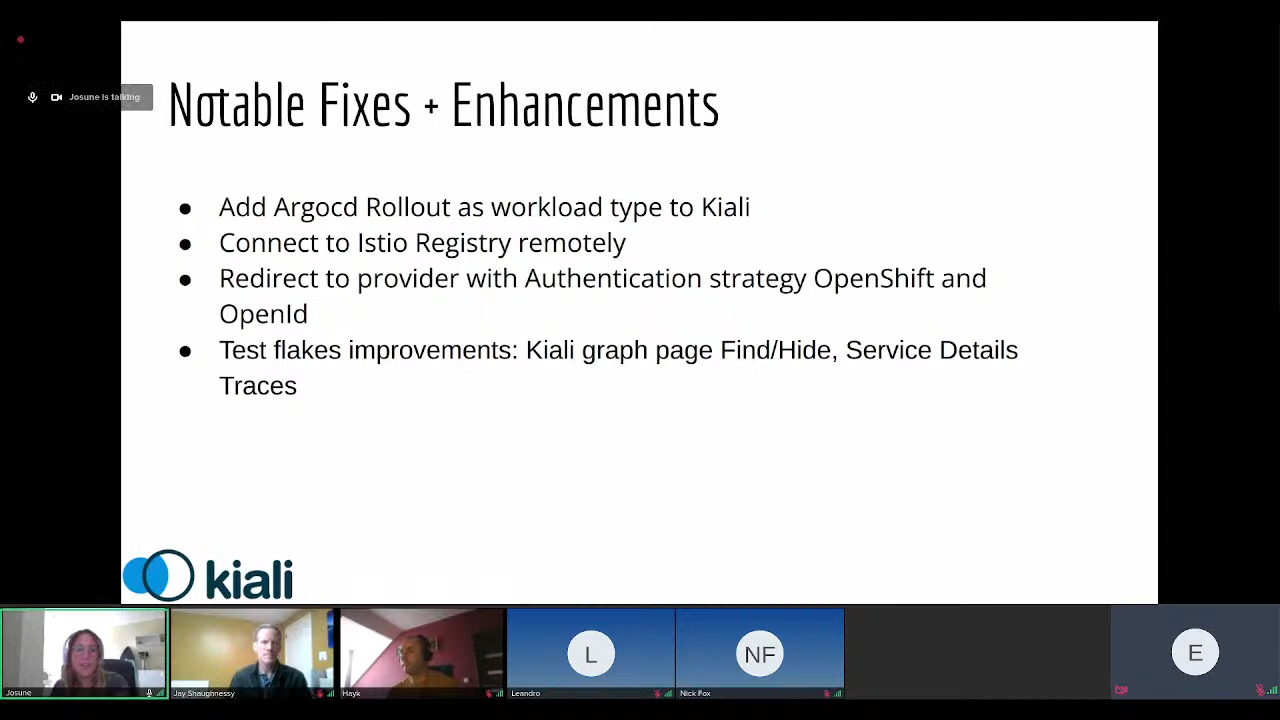 Josune is talking
Notable Fixes + Enhancements
● Add Argocd Rollout as workload type to Kiali
● Connect to Istio Registry remotely
● Redirect to provider with Authentication strategy OpenShift and
OpenId
● Test flakes improvements: Kiali graph page Find/Hide, Service Details
Traces
kiali
L
NF
E
Josune
Jay Shaughnessy
Hayk
Leandro
Nick Fox